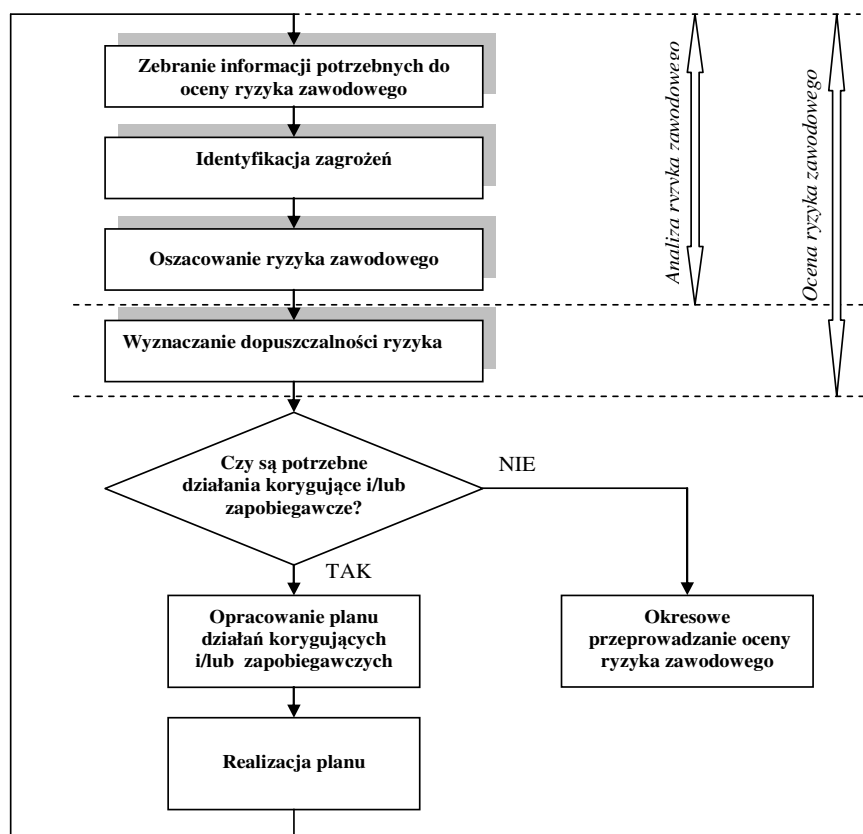 Zebranie informacji potrzebnych do
oceny ryzyka zawodowego
Identyfikacja zagrożeń
Oszacowanie ryzyka zawodowego
Wyznaczanie dopuszczalności ryzyka
Analiza ryzyka zawodowego
Ocena ryzyka zawodowego
Czy są potrzebne
działania korygujące i/lub
zapobiegawcze?
NIE
TAK
Opracowanie planu
działań korygujących
i/lub zapobiegawczych
Okresowe
przeprowadzanie oceny
ryzyka zawodowego
Realizacja planu